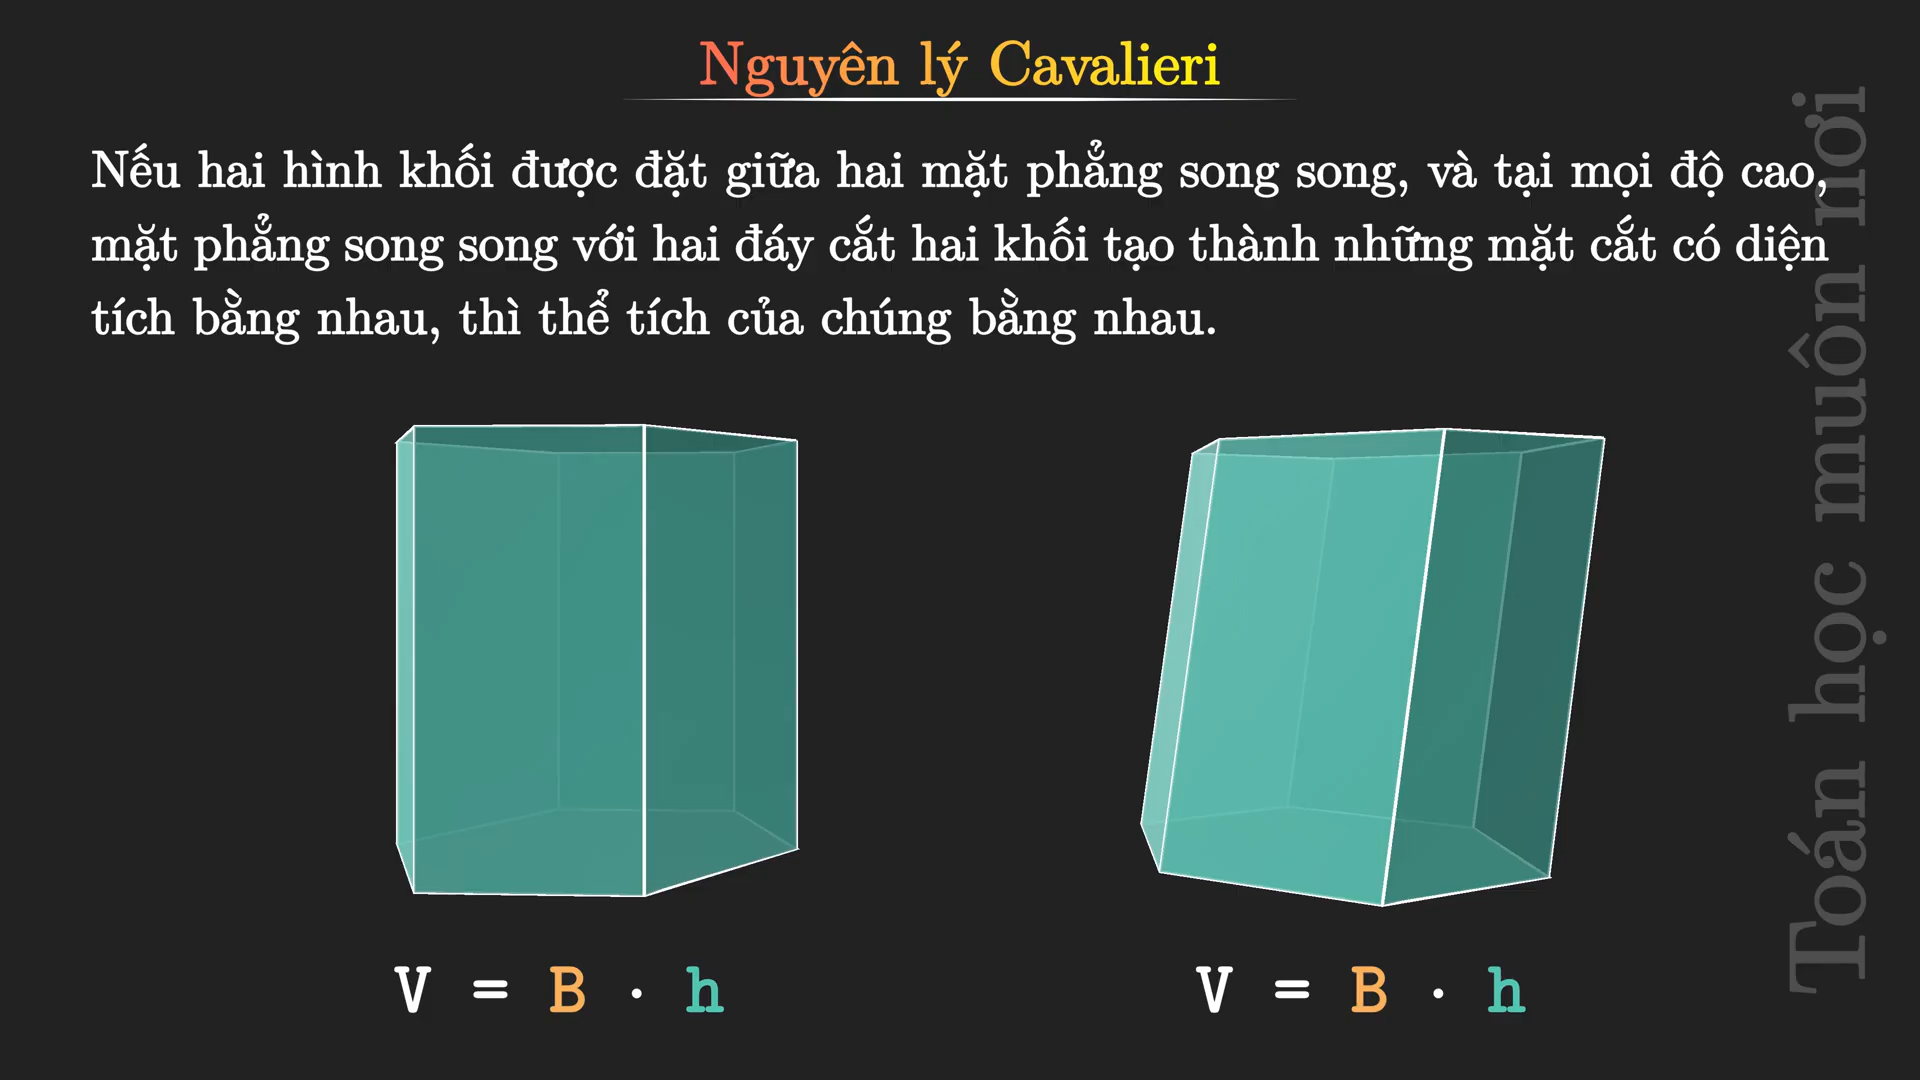 Nguyên lý Cavalieri
Nếu hai hình khối được đặt giữa hai mặt phẳng song song, và tại mọi độ cao,
mặt phẳng song song với hai đáy cắt hai khối tạo thành những mặt cắt có diện
tích bằng nhau, thì thể tích của chúng bằng nhau.
V = B · h
V = B · h
Toán học muôn nơi